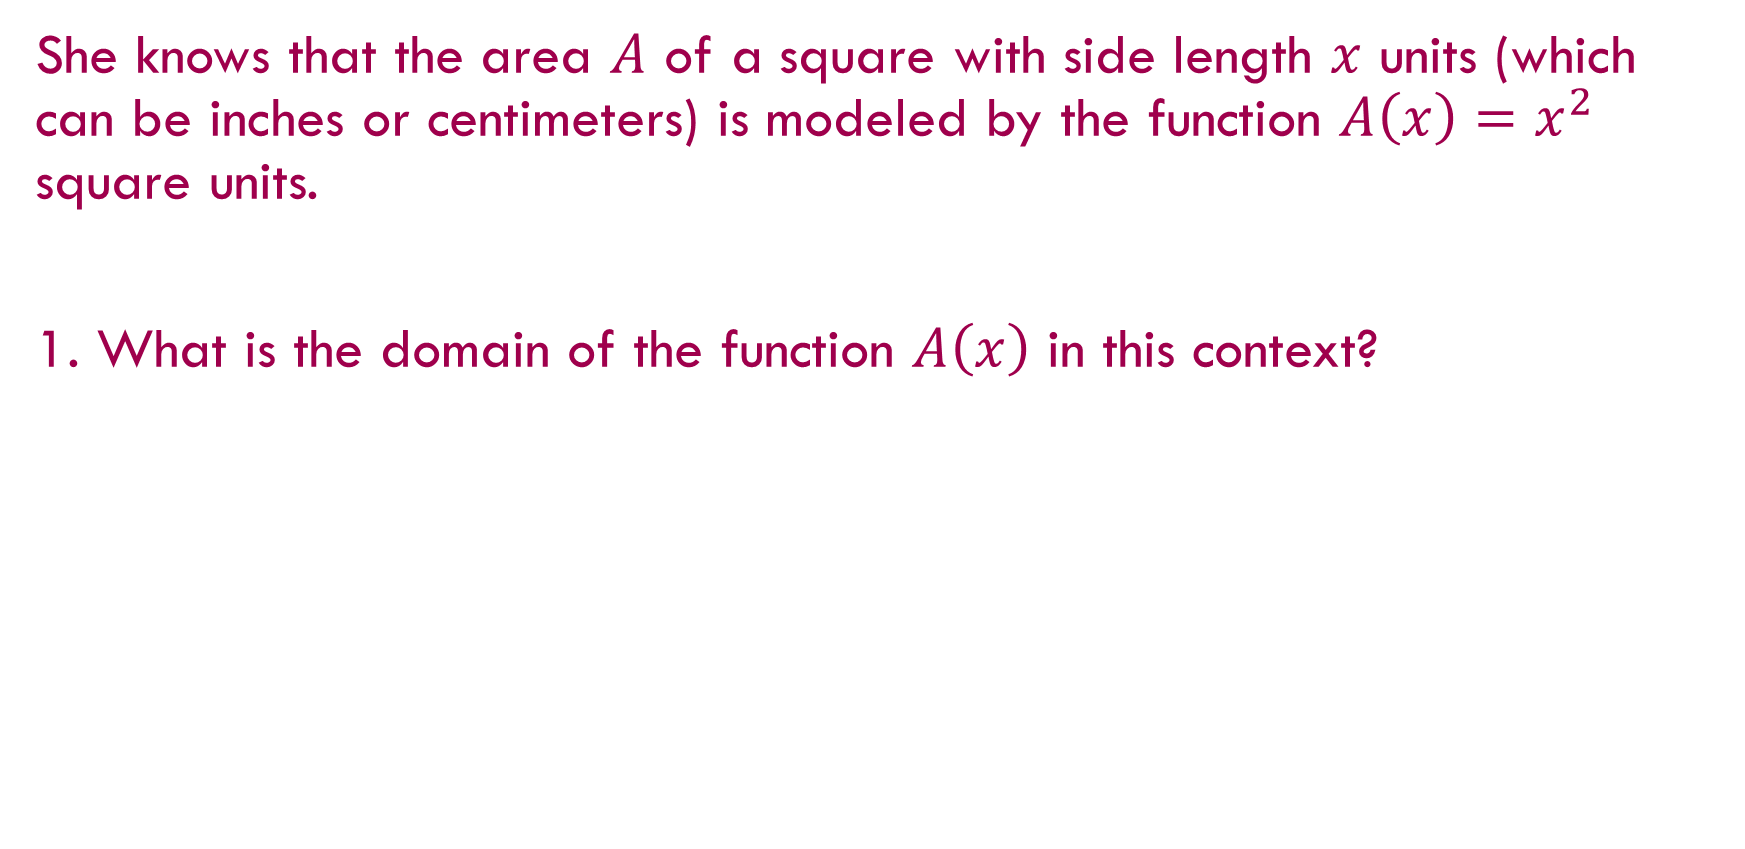 She knows that the area A of a square with side length x units (which
can be inches or centimeters) is modeled by the function A(x) = x²
square units.
1. What is the domain of the function A(x) in this context?